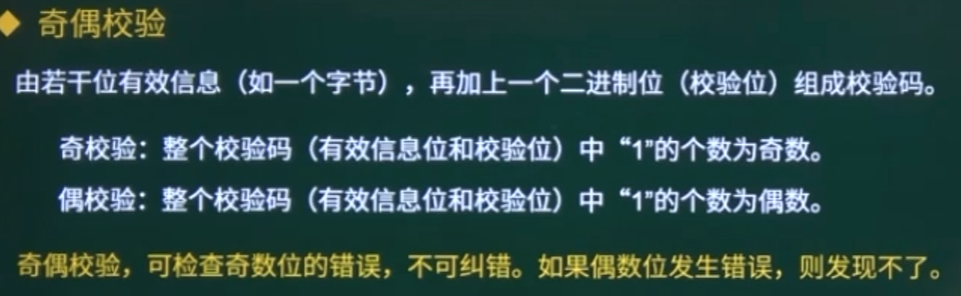 ◆ 奇偶校验
由若干位有效信息（如一个字节），再加上一个二进制位（校验位）组成校验码。
奇校验：整个校验码（有效信息位和校验位）中“1”的个数为奇数。
偶校验：整个校验码（有效信息位和校验位）中“1”的个数为偶数。
奇偶校验，可检查奇数位的错误，不可纠错。如果偶数位发生错误，则发现不了。